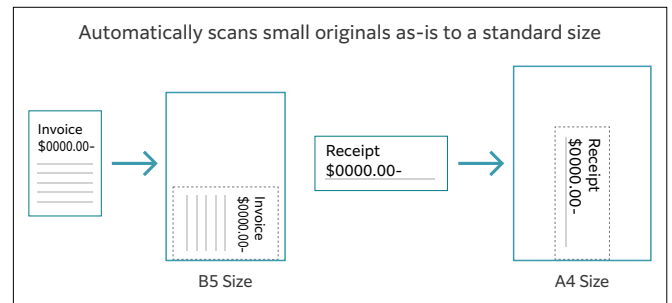 Automatically scans small originals as-is to a standard size
Invoice
$0000.00-
Invoice
$0000.00-
B5 Size
Receipt
$0000.00-
Receipt
$0000.00-
A4 Size